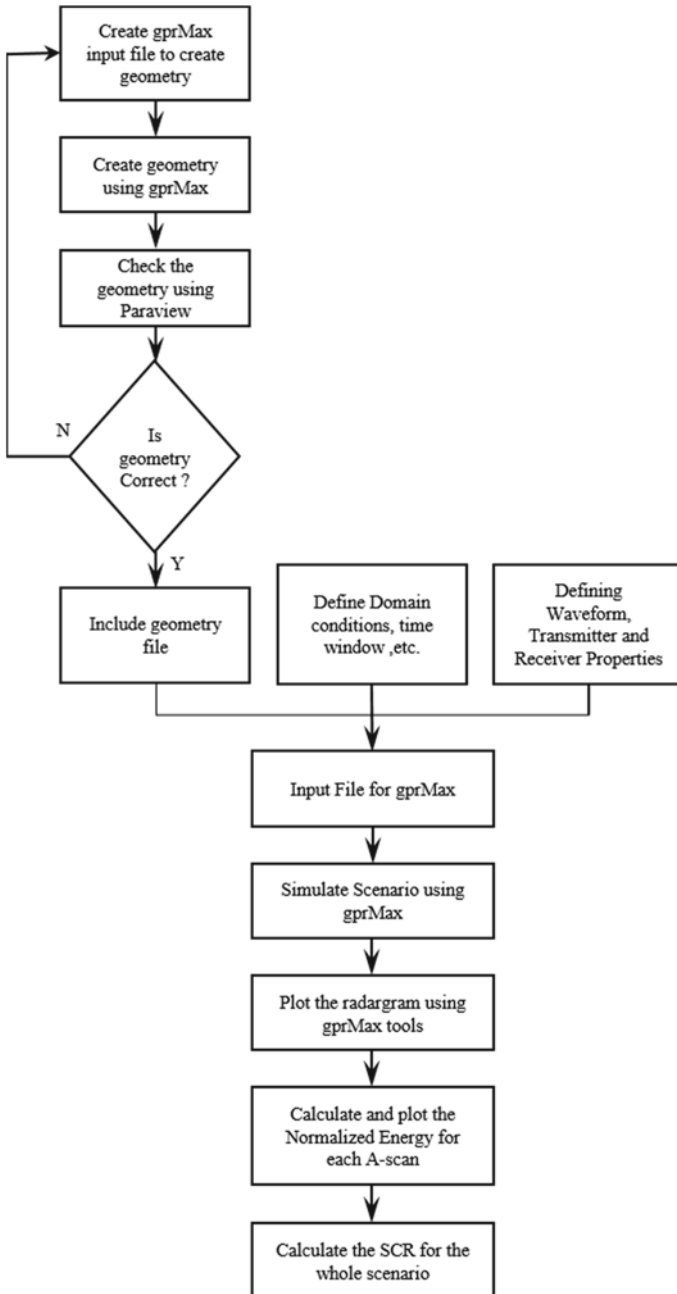 Create gprMax
input file to create
geometry
Create geometry
using gprMax
Check the
geometry using
Paraview
N
Is
geometry
Correct ?
Y
Include geometry
file
Define Domain
conditions, time
window ,etc.
Defining
Waveform,
Transmitter and
Receiver Properties
Input File for gprMax
Simulate Scenario using
gprMax
Plot the radargram using
gprMax tools
Calculate and plot the
Normalized Energy for
each A-scan
Calculate the SCR for the
whole scenario